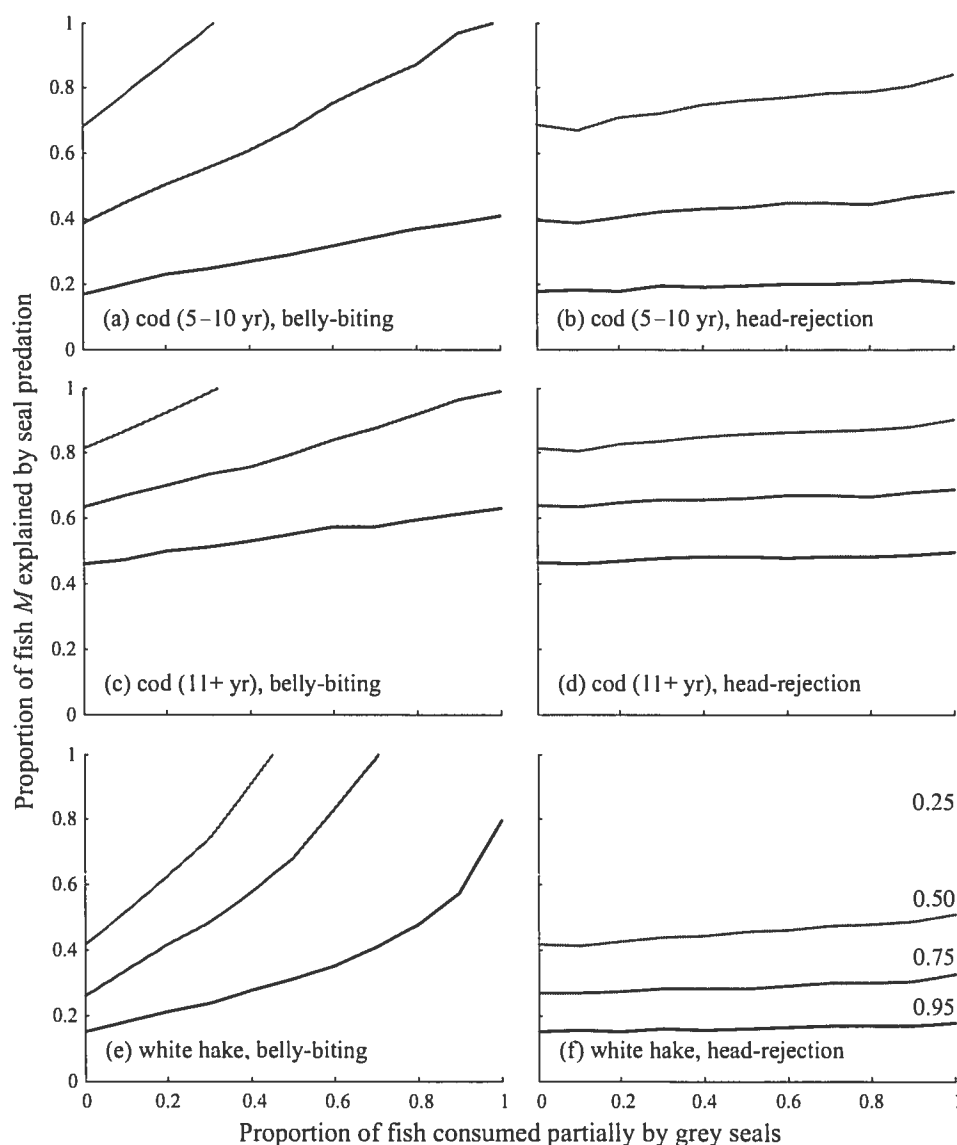 Proportion of fish M explained by seal predation
1
0.8
0.6
0.4
0.2
0
(a) cod (5–10 yr), belly-biting
(b) cod (5–10 yr), head-rejection
1
0.8
0.6
0.4
0.2
0
(c) cod (11+ yr), belly-biting
(d) cod (11+ yr), head-rejection
1
0.8
0.6
0.4
0.2
0
0.25
0.50
0.75
0.95
(e) white hake, belly-biting
(f) white hake, head-rejection
0 0.2 0.4 0.6 0.8 1
0 0.2 0.4 0.6 0.8 1
Proportion of fish consumed partially by grey seals